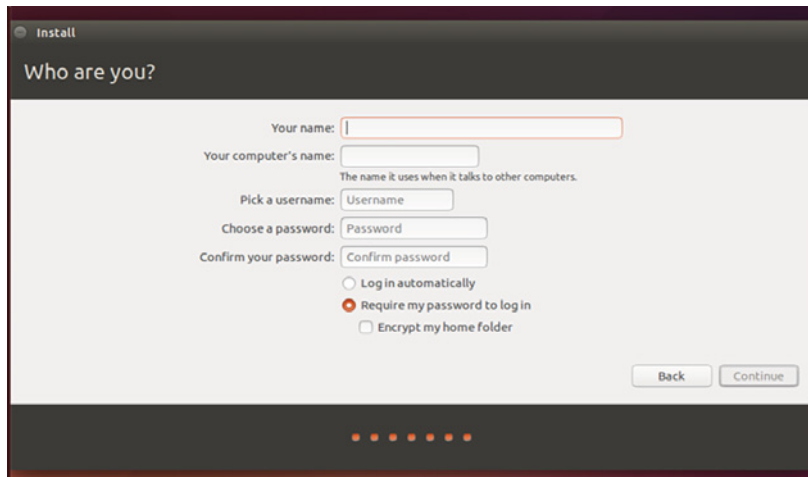 Install
Who are you?
Your name:
Your computer's name:
The name it uses when it talks to other computers.
Pick a username: Username
Choose a password: Password
Confirm your password: Confirm password
Log in automatically
Require my password to log in
Encrypt my home folder
Back Continue